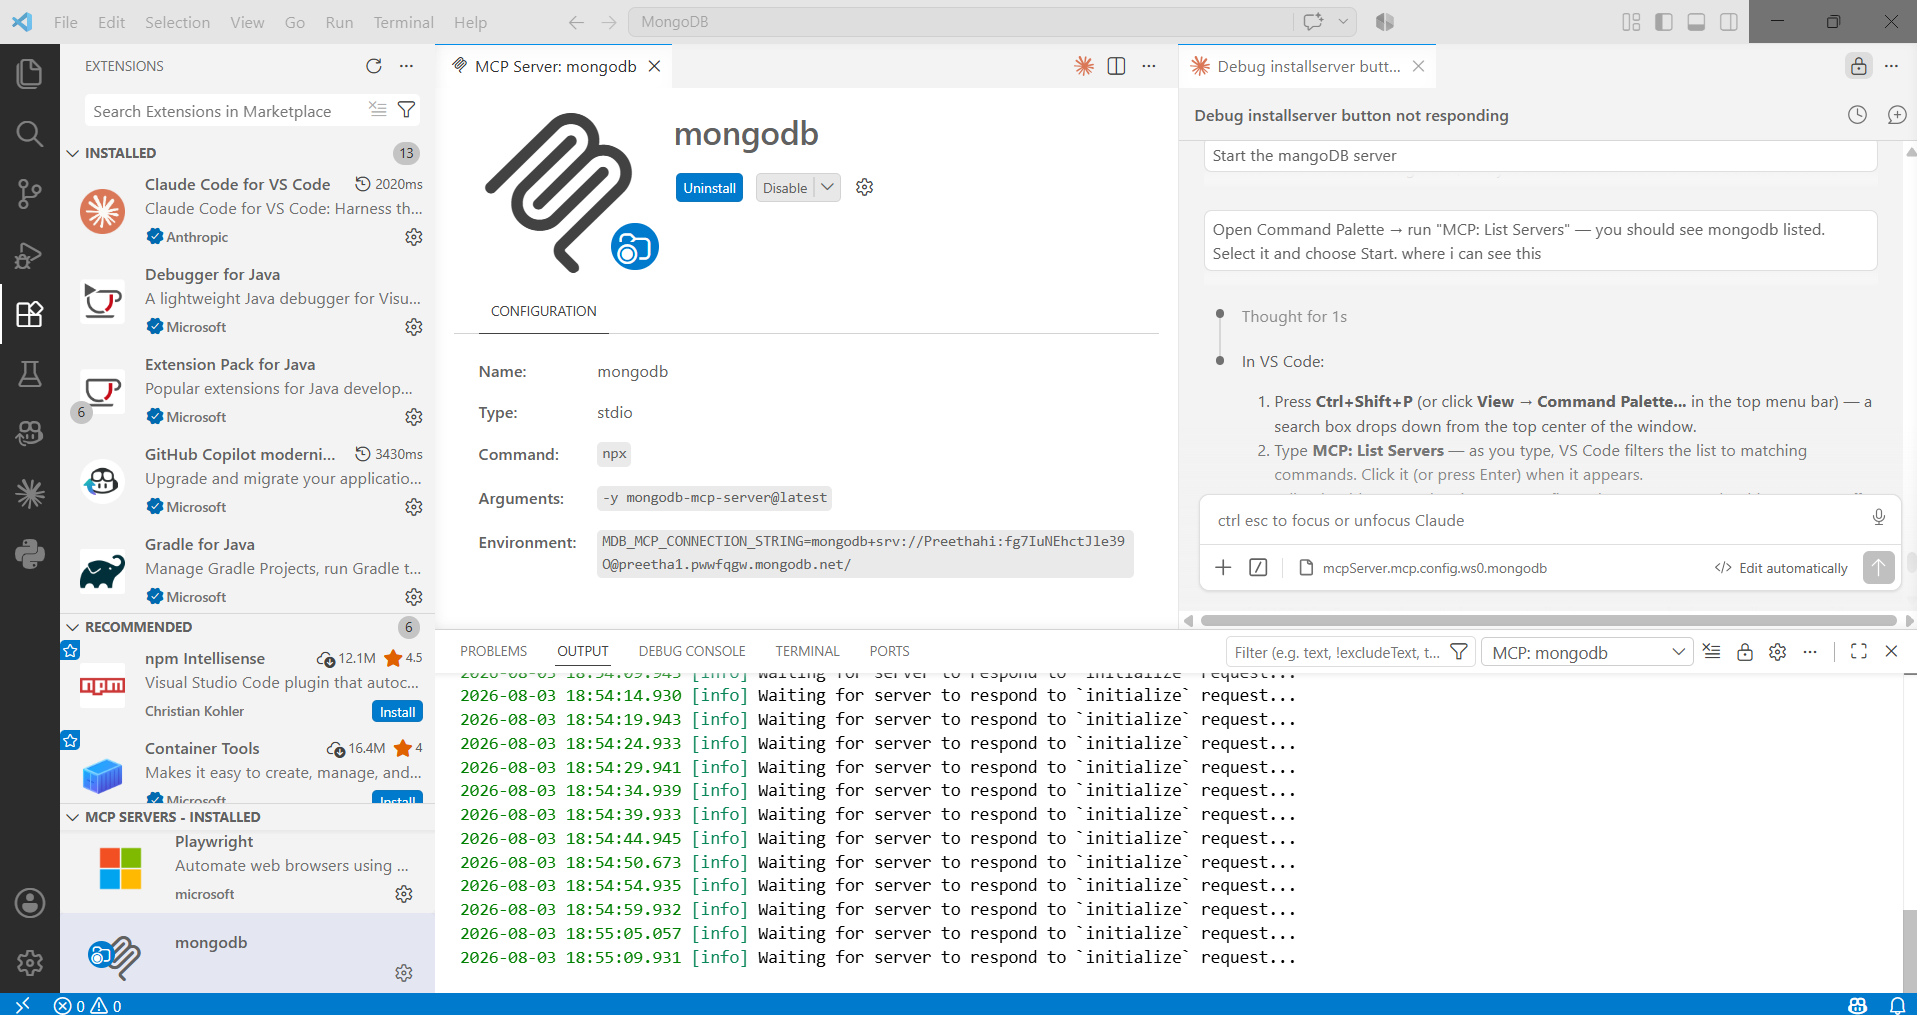 File Edit Selection View Go Run Terminal Help
MongoDB
EXTENSIONS
Search Extensions in Marketplace
INSTALLED 13
Claude Code for VS Code 2020ms
Claude Code for VS Code: Harness th...
Anthropic
Debugger for Java
A lightweight Java debugger for Visu...
Microsoft
Extension Pack for Java
Popular extensions for Java develop...
6
Microsoft
GitHub Copilot moderni... 3430ms
Upgrade and migrate your applicatio...
Microsoft
Gradle for Java
Manage Gradle Projects, run Gradle t...
Microsoft
RECOMMENDED 6
npm Intellisense 12.1M 4.5
Visual Studio Code plugin that autoc...
npm
Christian Kohler Install
Container Tools 16.4M 4
Makes it easy to create, manage, and...
Microsoft Install
MCP SERVERS - INSTALLED
Playwright
Automate web browsers using ...
microsoft
mongodb
0 0
MCP Server: mongodb
mongodb
Uninstall Disable
CONFIGURATION
Name: mongodb
Type: stdio
Command: npx
Arguments: -y mongodb-mcp-server@latest
Environment: MDB_MCP_CONNECTION_STRING=mongodb+srv://Preethahi:fg7IuNEhctJle39
O@preetha1.pwwfqgw.mongodb.net/
Debug installserver butt...
Debug installserver button not responding
Start the mangoDB server
Open Command Palette → run "MCP: List Servers" — you should see mongodb listed.
Select it and choose Start. where i can see this
Thought for 1s
In VS Code:
1. Press Ctrl+Shift+P (or click View → Command Palette... in the top menu bar) — a
search box drops down from the top center of the window.
2. Type MCP: List Servers — as you type, VS Code filters the list to matching
commands. Click it (or press Enter) when it appears.
ctrl esc to focus or unfocus Claude
mcpServer.mcp.config.ws0.mongodb Edit automatically
PROBLEMS OUTPUT DEBUG CONSOLE TERMINAL PORTS
Filter (e.g. text, !excludeText, t... MCP: mongodb
2026-08-03 18:54:09.945 [info] Waiting for server to respond to `initialize` request...
2026-08-03 18:54:14.930 [info] Waiting for server to respond to `initialize` request...
2026-08-03 18:54:19.943 [info] Waiting for server to respond to `initialize` request...
2026-08-03 18:54:24.933 [info] Waiting for server to respond to `initialize` request...
2026-08-03 18:54:29.941 [info] Waiting for server to respond to `initialize` request...
2026-08-03 18:54:34.939 [info] Waiting for server to respond to `initialize` request...
2026-08-03 18:54:39.933 [info] Waiting for server to respond to `initialize` request...
2026-08-03 18:54:44.945 [info] Waiting for server to respond to `initialize` request...
2026-08-03 18:54:50.673 [info] Waiting for server to respond to `initialize` request...
2026-08-03 18:54:54.935 [info] Waiting for server to respond to `initialize` request...
2026-08-03 18:54:59.932 [info] Waiting for server to respond to `initialize` request...
2026-08-03 18:55:05.057 [info] Waiting for server to respond to `initialize` request...
2026-08-03 18:55:09.931 [info] Waiting for server to respond to `initialize` request...